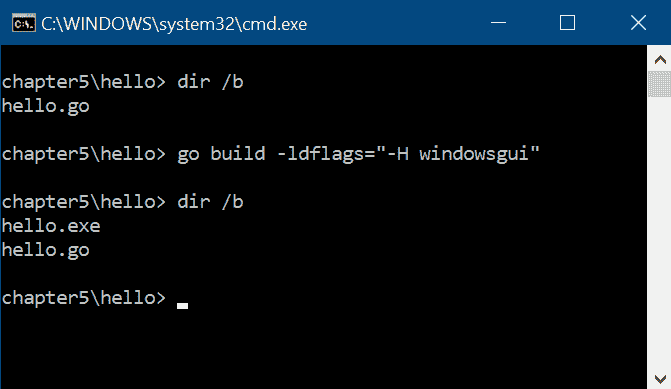 C:\WINDOWS\system32\cmd.exe
chapter5\hello> dir /b
hello.go
chapter5\hello> go build -ldflags="-H windowsgui"
chapter5\hello> dir /b
hello.exe
hello.go
chapter5\hello>